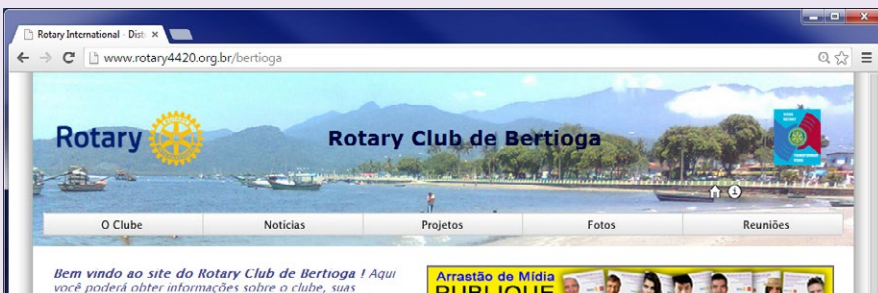 Rotary International - Dist
www.rotary4420.org.br/bertioga
Rotary
Rotary Club de Bertioga
O Clube
Notícias
Projetos
Fotos
Reuniões
Bem vindo ao site do Rotary Club de Bertioga ! Aqui
você poderá obter informações sobre o clube, suas
Arrastão de Mídia
PUBLIQUE